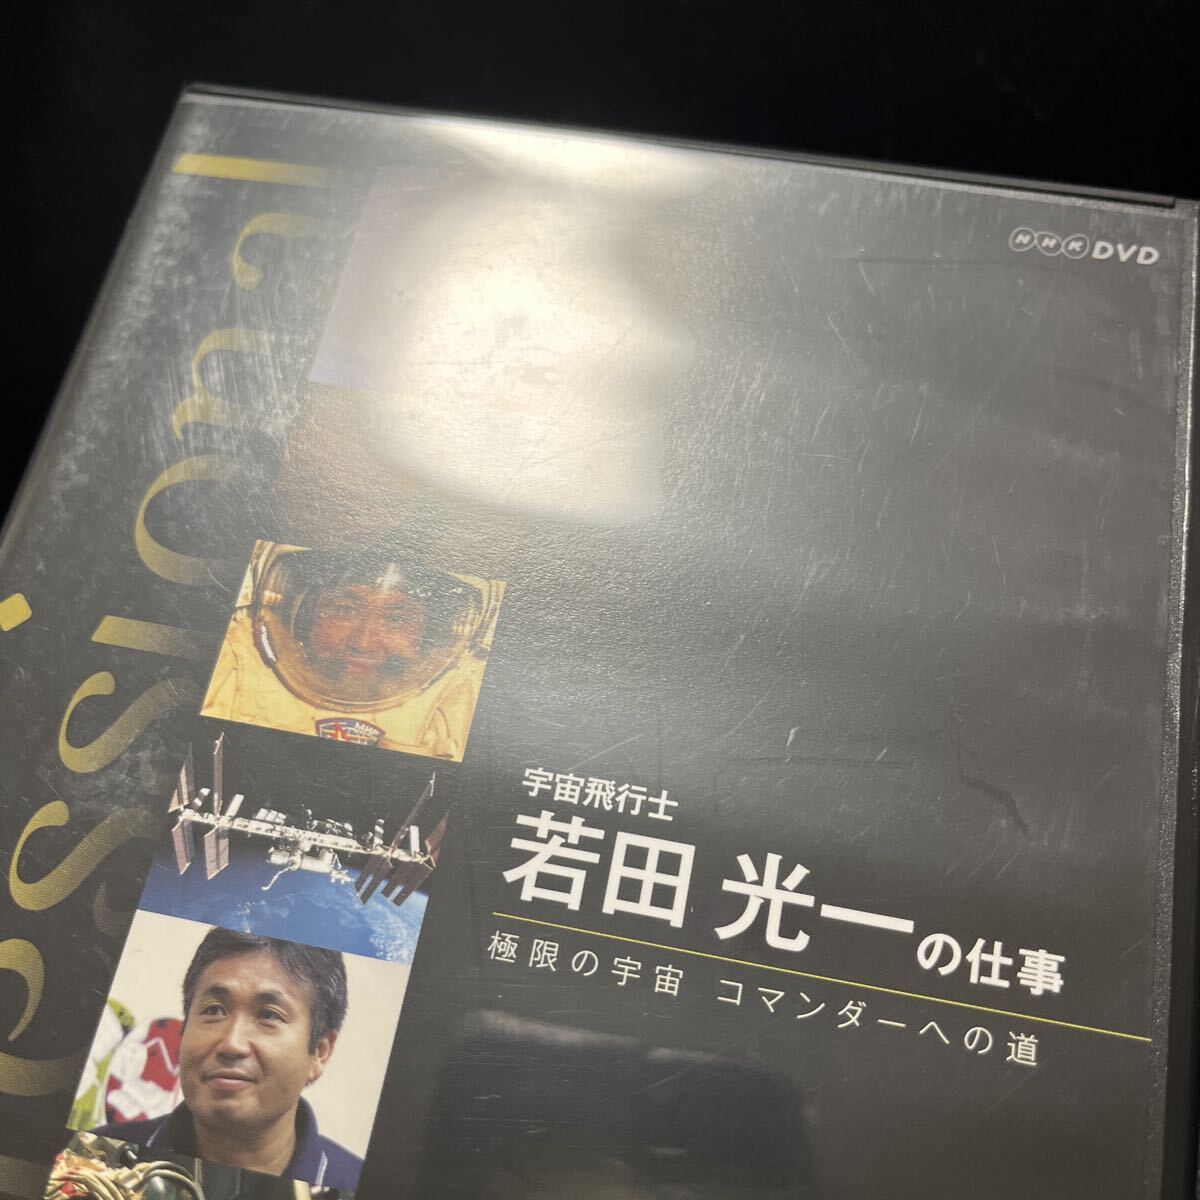 NHK DVD
essional
宇宙飛行士
若田 光一の仕事
極限の宇宙 コマンダーへの道